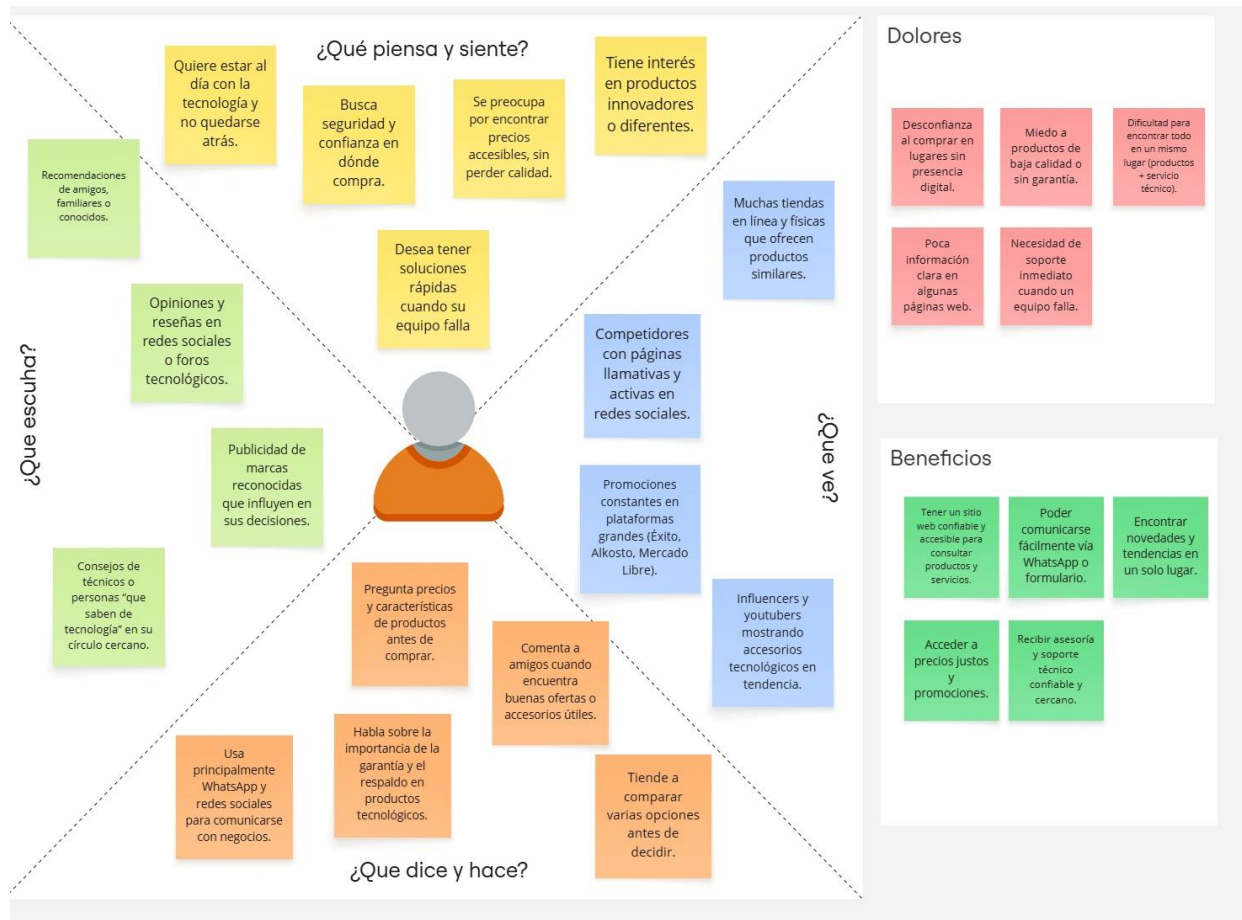 ¿Qué piensa y siente?
Quiere estar al
día con la
tecnología y
no quedarse
atrás.
Busca
seguridad y
confianza en
dónde
compra.
Se preocupa
por encontrar
precios
accesibles, sin
perder calidad.
Tiene interés
en productos
innovadores
o diferentes.
Desea tener
soluciones
rápidas
cuando su
equipo falla
¿Que escuha?
Recomendaciones
de amigos,
familiares o
conocidos.
Opiniones y
reseñas en
redes sociales
o foros
tecnológicos.
Publicidad de
marcas
reconocidas
que influyen en
sus decisiones.
Consejos de
técnicos o
personas “que
saben de
tecnología” en su
círculo cercano.
¿Que ve?
Muchas tiendas
en línea y físicas
que ofrecen
productos
similares.
Competidores
con páginas
llamativas y
activas en
redes sociales.
Promociones
constantes en
plataformas
grandes (Éxito,
Alkosto, Mercado
Libre).
Influencers y
youtubers
mostrando
accesorios
tecnológicos en
tendencia.
Pregunta precios
y características
de productos
antes de
comprar.
Comenta a
amigos cuando
encuentra
buenas ofertas o
accesorios útiles.
Usa
principalmente
WhatsApp y
redes sociales
para comunicarse
con negocios.
Habla sobre la
importancia de la
garantía y el
respaldo en
productos
tecnológicos.
Tiende a
comparar
varias opciones
antes de
decidir.
¿Que dice y hace?
Dolores
Desconfianza
al comprar en
lugares sin
presencia
digital.
Miedo a
productos de
baja calidad o
sin garantía.
Dificultad para
encontrar todo
en un mismo
lugar (productos
+ servicio
técnico).
Poca
información
clara en
algunas
páginas web.
Necesidad de
soporte
inmediato
cuando un
equipo falla.
Beneficios
Tener un sitio
web confiable y
accesible para
consultar
productos y
servicios.
Poder
comunicarse
fácilmente vía
WhatsApp o
formulario.
Encontrar
novedades y
tendencias en
un solo lugar.
Acceder a
precios justos
y
promociones.
Recibir asesoría
y soporte
técnico
confiable y
cercano.